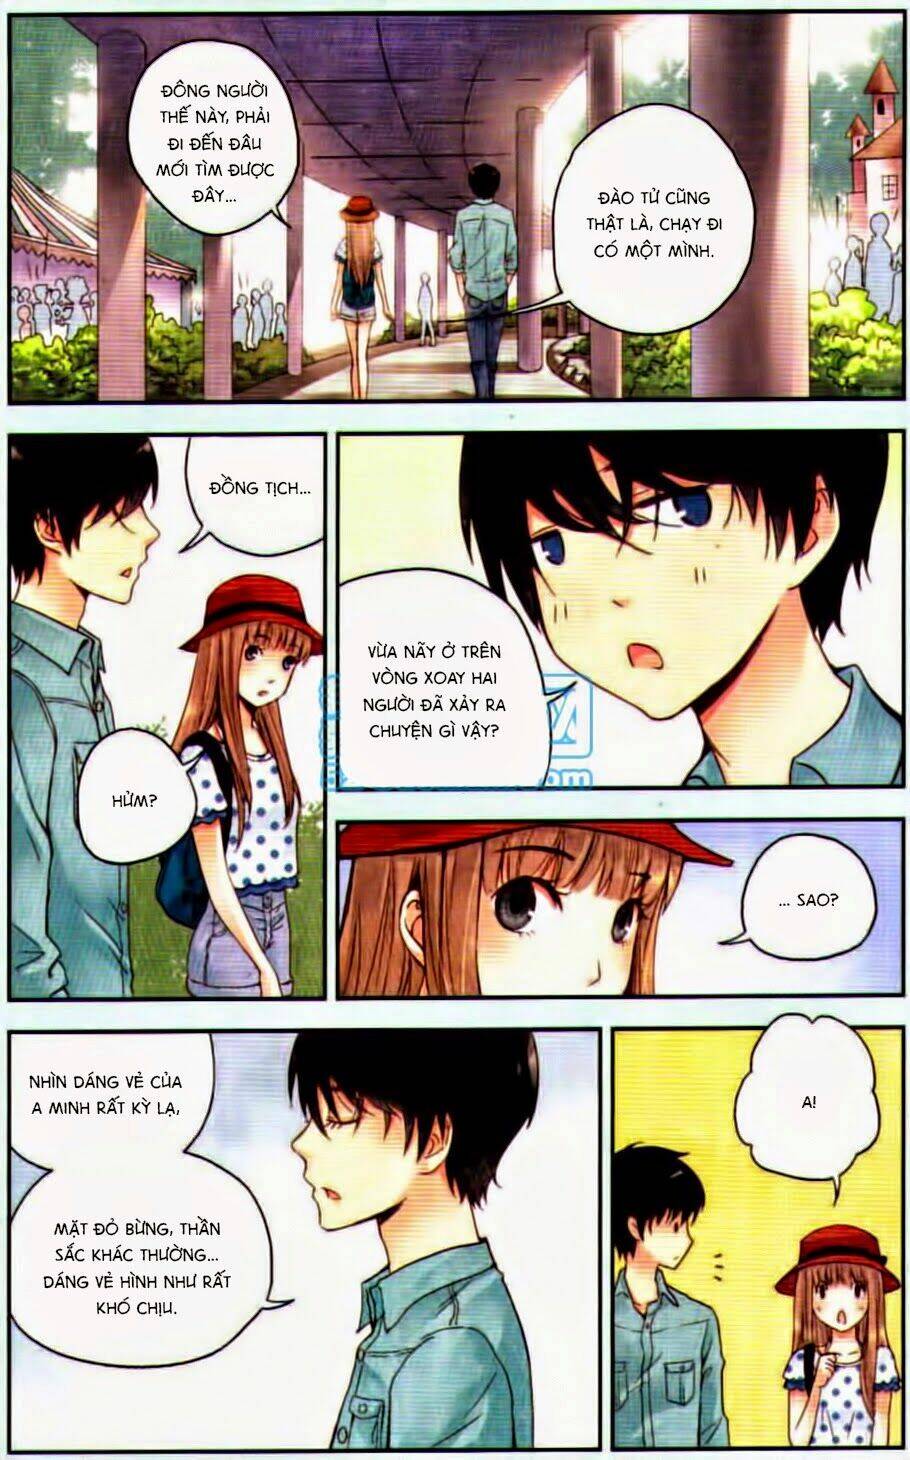 ĐÔNG NGƯỜI
THẾ NÀY, PHẢI
ĐI ĐẾN ĐÂU
MỚI TÌM ĐƯỢC
ĐÂY...
ĐÀO TỬ CŨNG
THẬT LÀ, CHẠY ĐI
CÓ MỘT MÌNH.
ĐỒNG TỊCH...
HỬM?
VỪA NÃY Ở TRÊN
VÒNG XOAY HAI
NGƯỜI ĐÃ XẢY RA
CHUYỆN GÌ VẬY?
... SAO?
NHÌN DÁNG VẺ CỦA
A MINH RẤT KỲ LẠ,
MẶT ĐỎ BỪNG, THẦN
SẮC KHÁC THƯỜNG...
DÁNG VẺ HÌNH NHƯ RẤT
KHÓ CHỊU.
A!